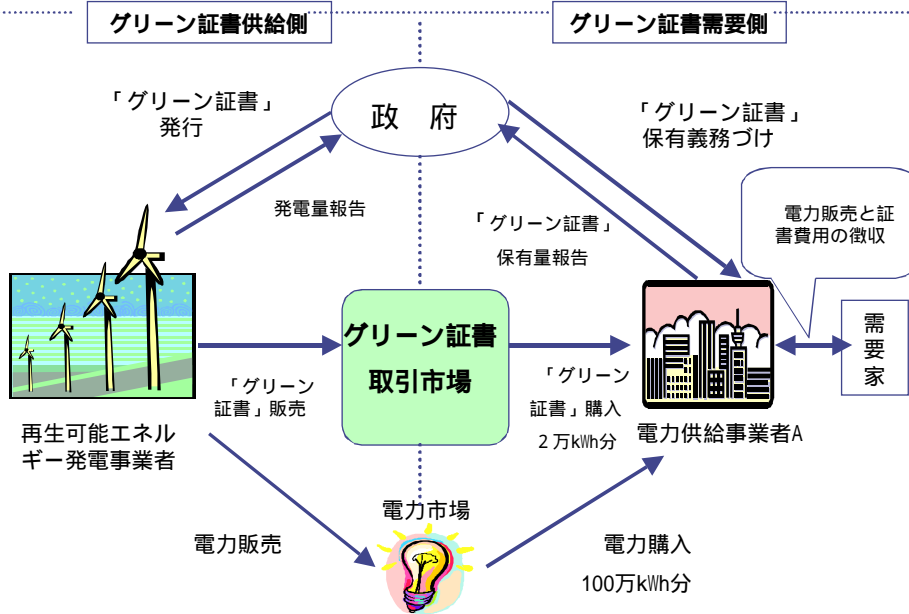 グリーン証書供給側
グリーン証書需要側
「グリーン証書」
発行
政　府
「グリーン証書」
保有義務づけ
発電量報告
「グリーン証書」
保有量報告
電力販売と証
書費用の徴収
グリーン証書
取引市場
需
要
家
「グリーン
証書」販売
「グリーン
証書」購入
２万kWh分
再生可能エネル
ギー発電事業者
電力供給事業者A
電力市場
電力販売
電力購入
100万kWh分